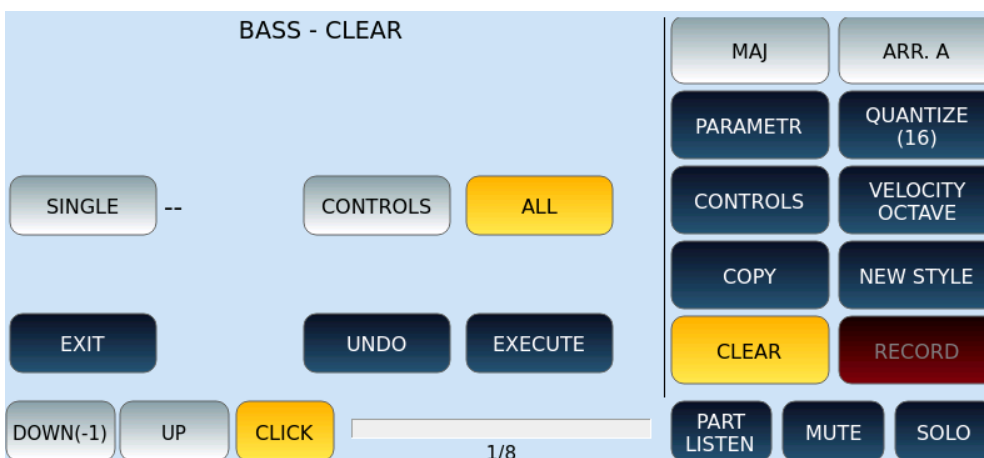 BASS - CLEAR
MAJ
ARR. A
PARAMETR
QUANTIZE
(16)
SINGLE --
CONTROLS
ALL
CONTROLS
VELOCITY
OCTAVE
COPY
NEW STYLE
EXIT
UNDO
EXECUTE
CLEAR
RECORD
DOWN(-1)
UP
CLICK
1/8
PART
LISTEN
MUTE
SOLO